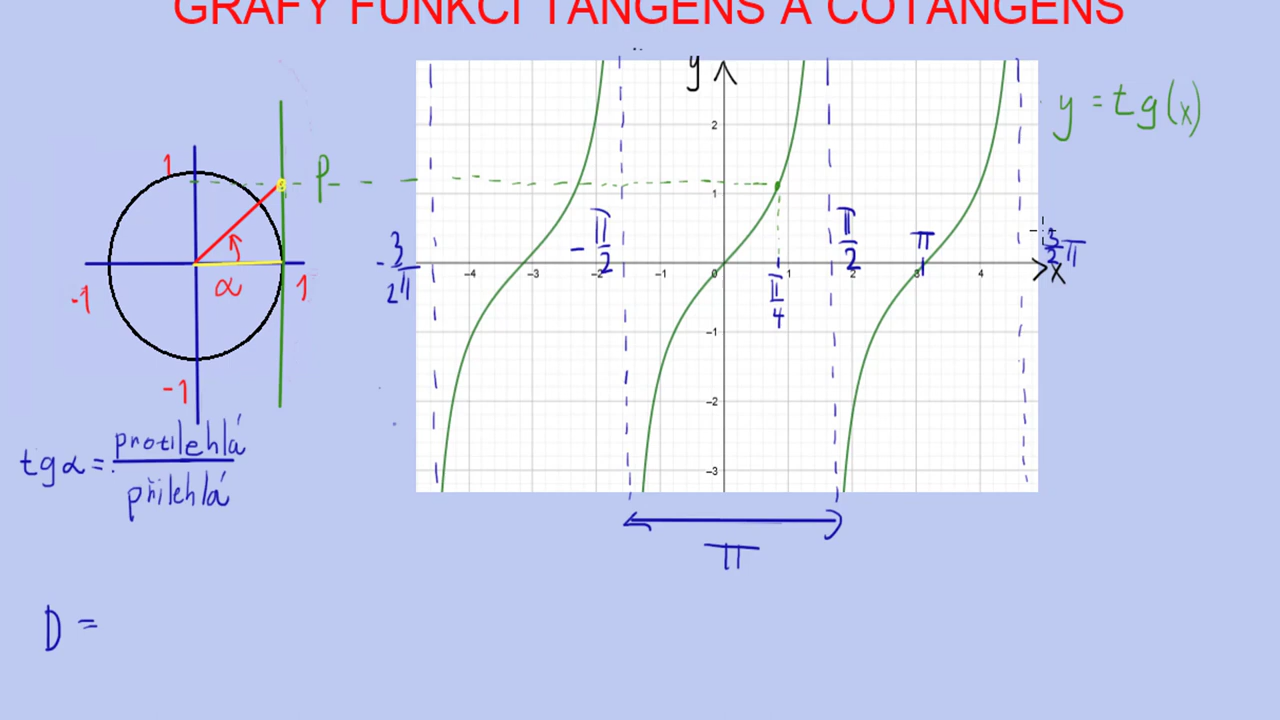 GRAFY FUNKCÍ TANGENS A COTANGENS
y
y = tg(x)
1
P
2
1
-3/2π
-π/2
π/2
π
3/2π
-4 -3 -2 -1 0 1 2 3 4
x
-1
α
1
π/4
-1
-1
-2
-3
tg α = protilehlá
přilehlá
π
D =